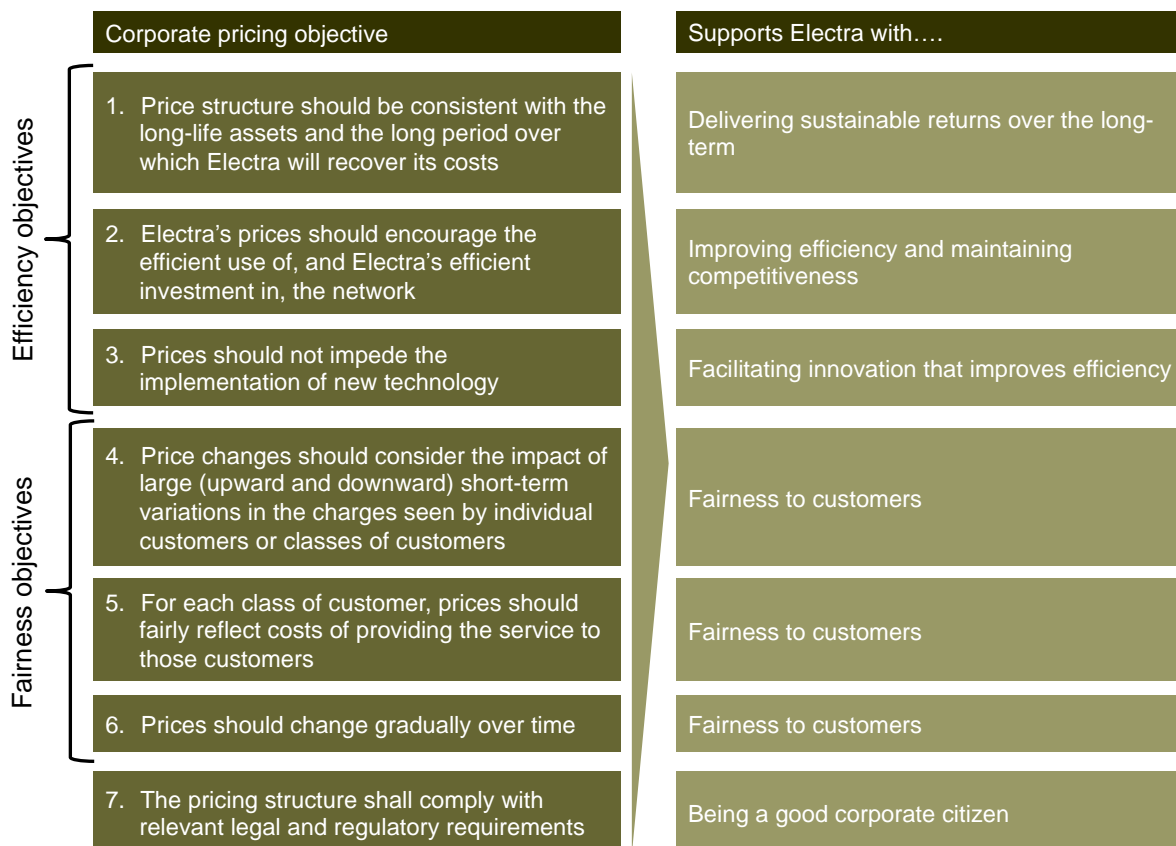 Corporate pricing objective
Supports Electra with….
Efficiency objectives
1. Price structure should be consistent with the
long-life assets and the long period over
which Electra will recover its costs
Delivering sustainable returns over the long-
term
2. Electra's prices should encourage the
efficient use of, and Electra's efficient
investment in, the network
Improving efficiency and maintaining
competitiveness
3. Prices should not impede the
implementation of new technology
Facilitating innovation that improves efficiency
Fairness objectives
4. Price changes should consider the impact of
large (upward and downward) short-term
variations in the charges seen by individual
customers or classes of customers
Fairness to customers
5. For each class of customer, prices should
fairly reflect costs of providing the service to
those customers
Fairness to customers
6. Prices should change gradually over time
Fairness to customers
7. The pricing structure shall comply with
relevant legal and regulatory requirements
Being a good corporate citizen